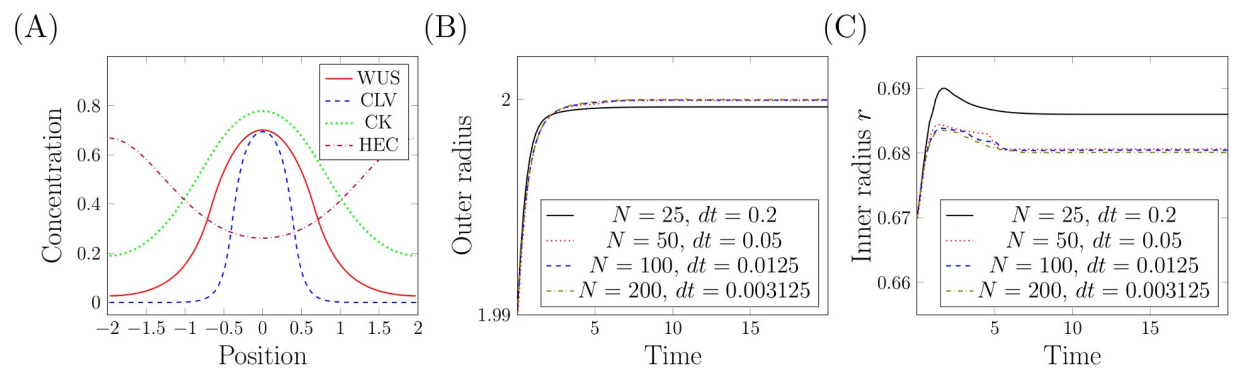 (A)
Concentration
0.8
0.6
0.4
0.2
0
−2 −1.5 −1 −0.5 0 0.5 1 1.5 2
Position
WUS
CLV
CK
HEC
(B)
Outer radius
2
1.99
5 10 15
Time
N = 25, dt = 0.2
N = 50, dt = 0.05
N = 100, dt = 0.0125
N = 200, dt = 0.003125
(C)
Inner radius r
0.69
0.68
0.67
0.66
5 10 15
Time
N = 25, dt = 0.2
N = 50, dt = 0.05
N = 100, dt = 0.0125
N = 200, dt = 0.003125